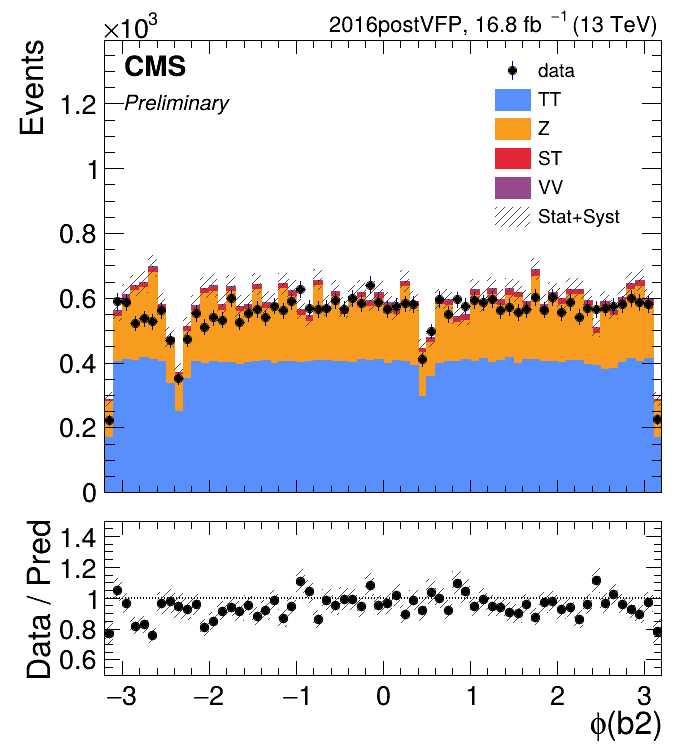 ×10³
2016postVFP, 16.8 fb ⁻¹ (13 TeV)
CMS
Preliminary
Events
data
TT
Z
ST
VV
Stat+Syst
1.2
1
0.8
0.6
0.4
0.2
0
Data / Pred
1.4
1.2
1
0.8
0.6
−3 −2 −1 0 1 2 3
ϕ(b2)